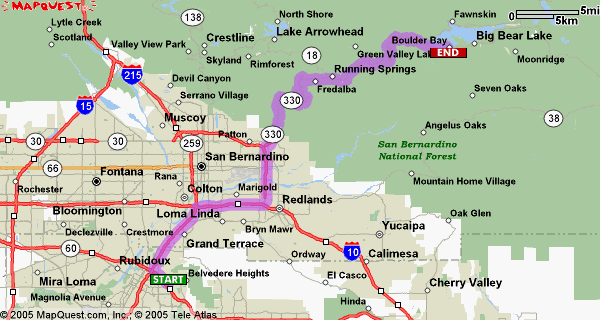 MAPQUEST
138
North Shore
Fawnskin
0 5mi
5km
Lytle Creek
Scotland
Crestline
Lake Arrowhead
Boulder Bay
Valley View Park
18
Green Valley Lak
END
Big Bear Lake
Skyland
Rimforest
Moonridge
215
Running Springs
Devil Canyon
Fredalba
Seven Oaks
15
Serrano Village
330
Muscoy
38
Angelus Oaks
30
30
Patton
330
259
San Bernardino
National Forest
66
San Bernardino
Fontana
Rana
Marigold
Mountain Home Village
Rochester
Colton
Redlands
Bloomington
Loma Linda
Oak Glen
Declezville
Crestmore
Bryn Mawr
Yucaipa
60
Grand Terrace
10
Calimesa
Rubidoux
Ordway
Mira Loma
START
Belvedere Heights
El Casco
Cherry Valley
Magnolia Avenue
Hinda
© 2005 MapQuest.com, Inc.; © 2005 Tele Atlas